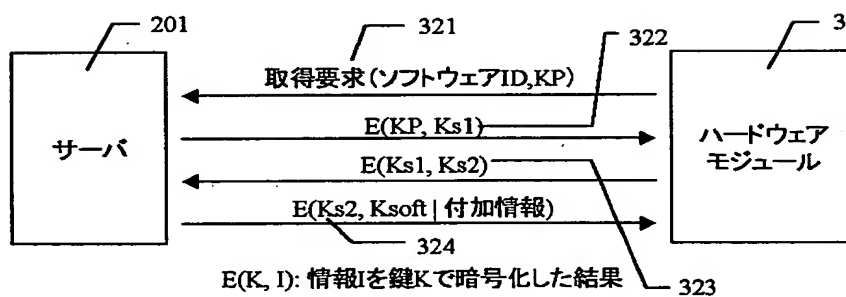 201
321
322
3
取得要求(ソフトウェアID,KP)
サーバ
E(KP, Ks1)
ハードウェア
モジュール
E(Ks1, Ks2)
E(Ks2, Ksoft | 付加情報)
324
E(K, I): 情報Iを鍵Kで暗号化した結果
323